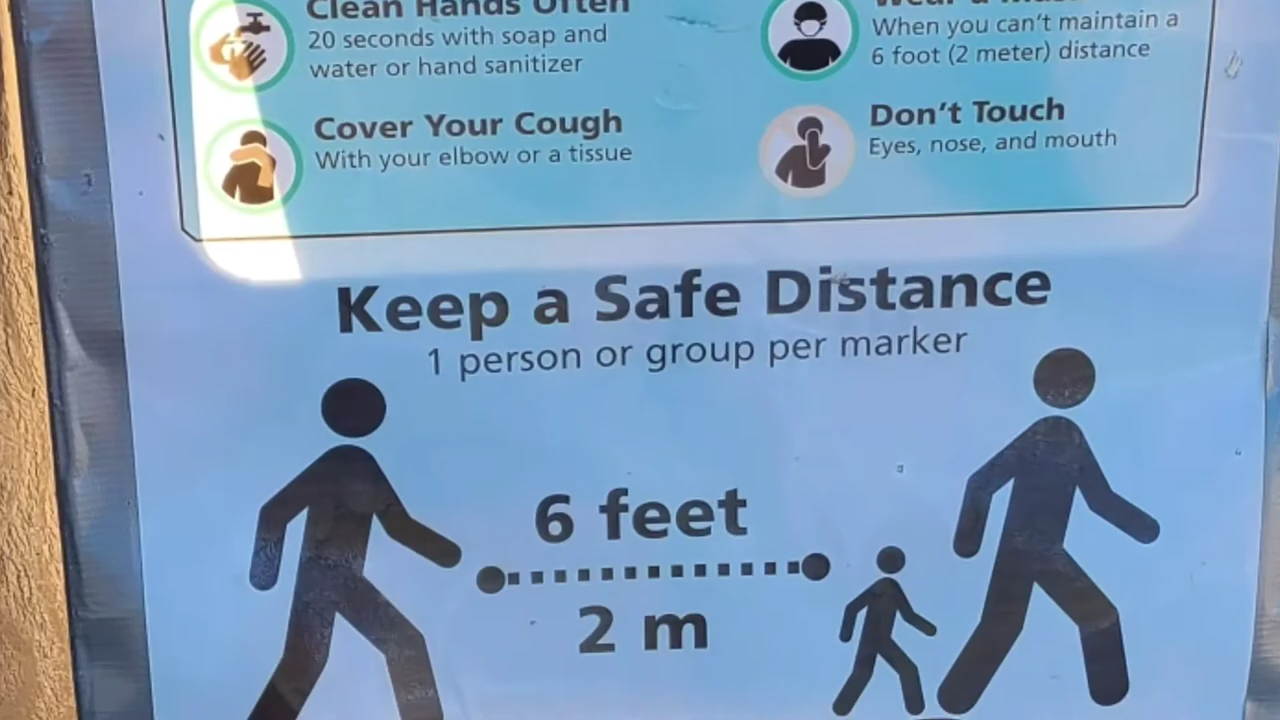 Clean Hands Often
20 seconds with soap and
water or hand sanitizer
Cover Your Cough
With your elbow or a tissue
When you can't maintain a
6 foot (2 meter) distance
Don't Touch
Eyes, nose, and mouth
Keep a Safe Distance
1 person or group per marker
6 feet
2 m